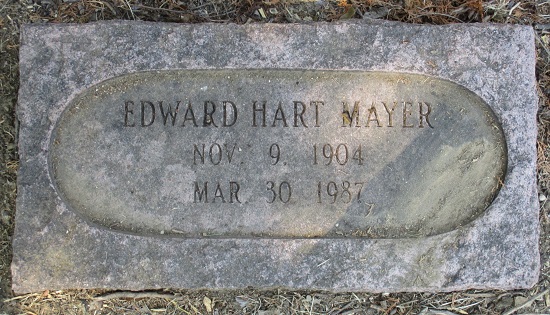 EDWARD HART MAYER
NOV. 9. 1904
MAR 30 1987